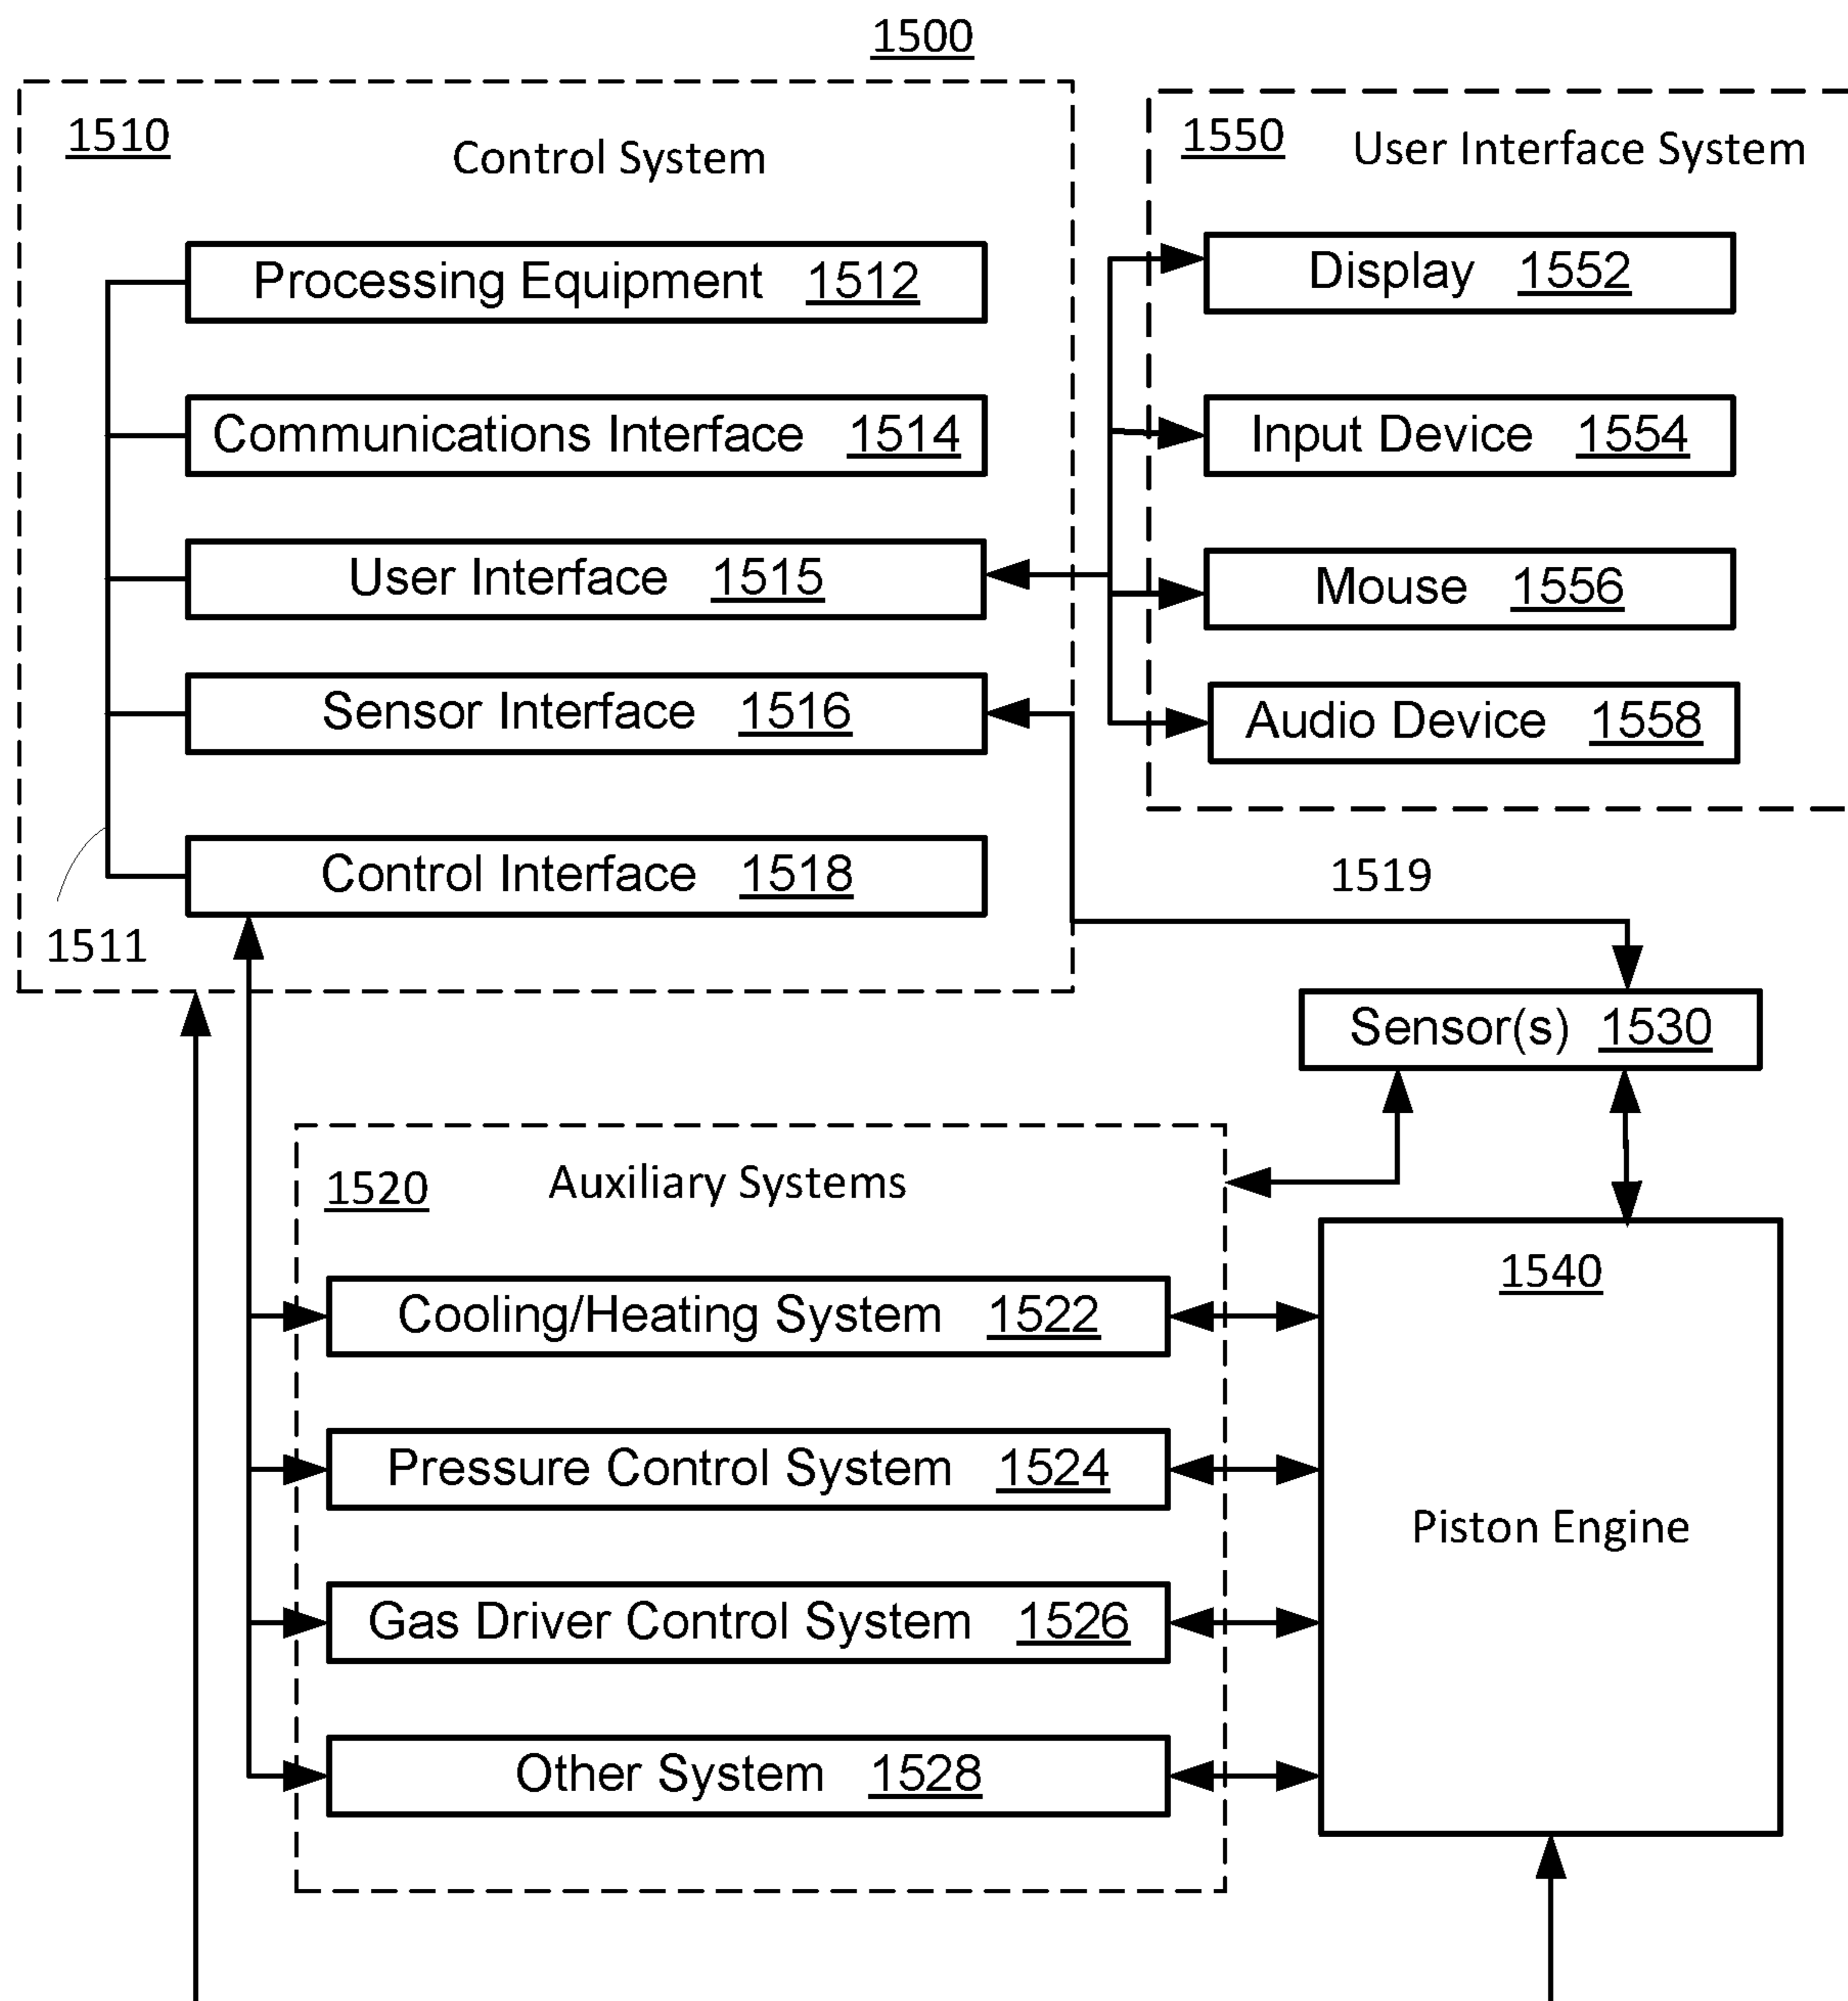 1500
1510
Control System
Processing Equipment 1512
Communications Interface 1514
User Interface 1515
Sensor Interface 1516
Control Interface 1518
1511
1550 User Interface System
Display 1552
Input Device 1554
Mouse 1556
Audio Device 1558
1519
Sensor(s) 1530
1520 Auxiliary Systems
Cooling/Heating System 1522
Pressure Control System 1524
Gas Driver Control System 1526
Other System 1528
1540
Piston Engine